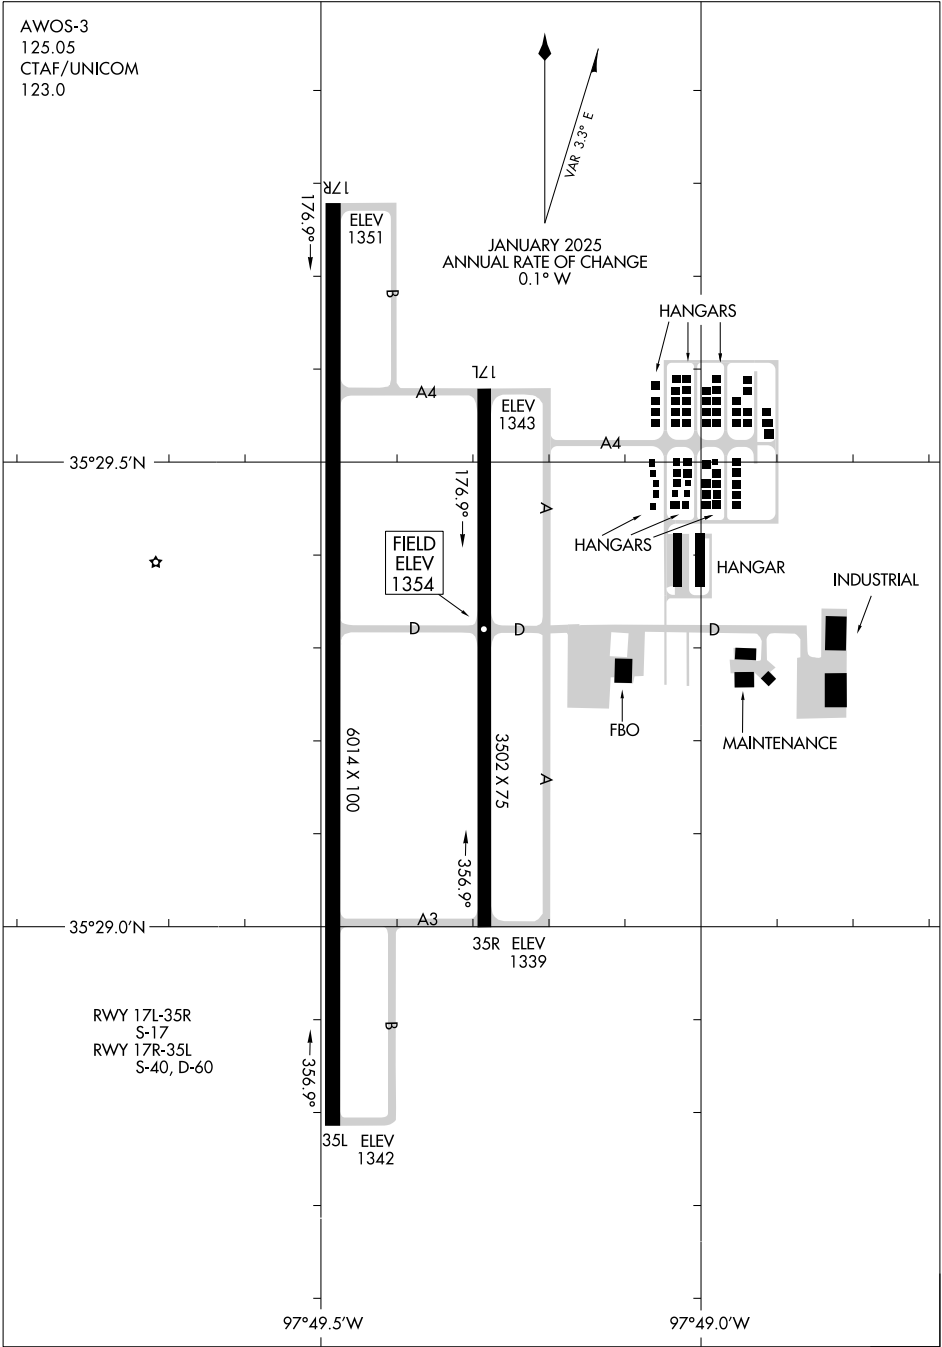 AWOS-3
125.05
CTAF/UNICOM
123.0
VAR 3.3° E
JANUARY 2025
ANNUAL RATE OF CHANGE
0.1° W
17R
176.9°
ELEV
1351
B
HANGARS
17L
A4
ELEV
1343
A4
35°29.5'N
176.9°
A
HANGARS
FIELD
ELEV
1354
HANGAR
INDUSTRIAL
D
D
D
FBO
MAINTENANCE
6014 X 100
3502 X 75
A
356.9°
A3
35°29.0'N
35R ELEV
1339
RWY 17L-35R
S-17
RWY 17R-35L
S-40, D-60
B
356.9°
35L ELEV
1342
97°49.5'W
97°49.0'W